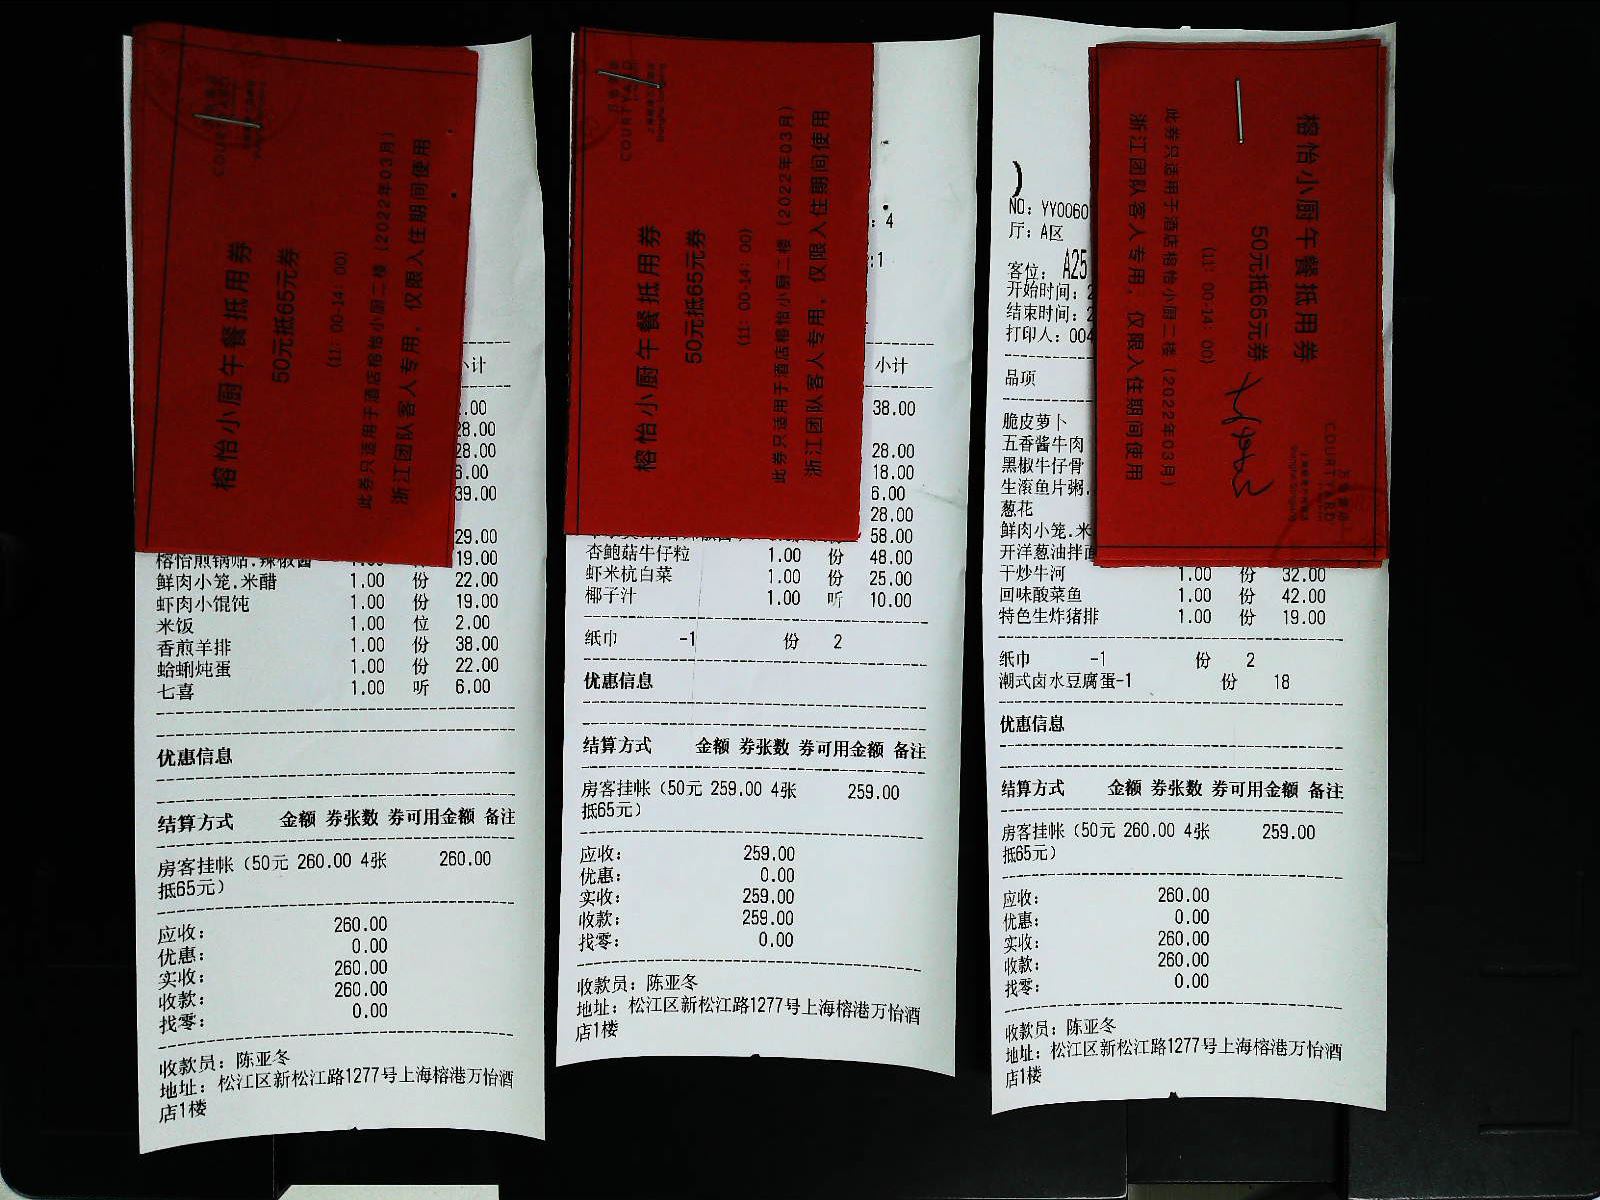 榕怡小厨午餐抵用券
50元抵65元券
(11:00-14:00)
此券只适用于酒店榕怡小厨二楼(2022年03月)
浙江团队客人专用，仅限入住期间使用
小计
28.00
28.00
39.00
29.00
榕怡煎锅贴.辣椒酱 1.00 份 19.00
鲜肉小笼.米醋 1.00 份 22.00
虾肉小馄饨 1.00 份 19.00
米饭 1.00 位 2.00
香煎羊排 1.00 份 38.00
蛤蜊炖蛋 1.00 份 22.00
七喜 1.00 听 6.00
优惠信息
结算方式 金额 券张数 券可用金额 备注
房客挂帐（50元 260.00 4张 260.00
抵65元）
应收： 260.00
优惠： 0.00
实收： 260.00
收款： 260.00
找零： 0.00
收款员：陈亚冬
地址：松江区新松江路1277号上海榕港万怡酒
店1楼
COURTYARD
榕怡小厨午餐抵用券
50元抵65元券
(11:00-14:00)
此券只适用于酒店榕怡小厨二楼(2022年03月)
浙江团队客人专用，仅限入住期间使用
: 4
:1
小计
38.00
28.00
18.00
6.00
28.00
58.00
杏鲍菇牛仔粒 1.00 份 48.00
虾米杭白菜 1.00 份 25.00
椰子汁 1.00 听 10.00
纸巾 -1 份 2
优惠信息
结算方式 金额 券张数 券可用金额 备注
房客挂帐（50元 259.00 4张 259.00
抵65元）
应收： 259.00
优惠： 0.00
实收： 259.00
收款： 259.00
找零： 0.00
收款员：陈亚冬
地址：松江区新松江路1277号上海榕港万怡酒
店1楼
榕怡小厨午餐抵用券
50元抵65元券
(11:00-14:00)
此券只适用于酒店榕怡小厨二楼(2022年03月)
浙江团队客人专用，仅限入住期间使用
COURTYARD
)
NO：YY0060
厅：A区
客位： A25
开始时间：2
结束时间：2
打印人：004
品项
脆皮萝卜
五香酱牛肉
黑椒牛仔骨
生滚鱼片粥.
葱花
鲜肉小笼.米
开洋葱油拌面
干炒牛河 1.00 份 32.00
回味酸菜鱼 1.00 份 42.00
特色生炸猪排 1.00 份 19.00
纸巾 -1 份 2
潮式卤水豆腐蛋-1 份 18
优惠信息
结算方式 金额 券张数 券可用金额 备注
房客挂帐（50元 260.00 4张 259.00
抵65元）
应收： 260.00
优惠： 0.00
实收： 260.00
收款： 260.00
找零： 0.00
收款员：陈亚冬
地址：松江区新松江路1277号上海榕港万怡酒
店1楼